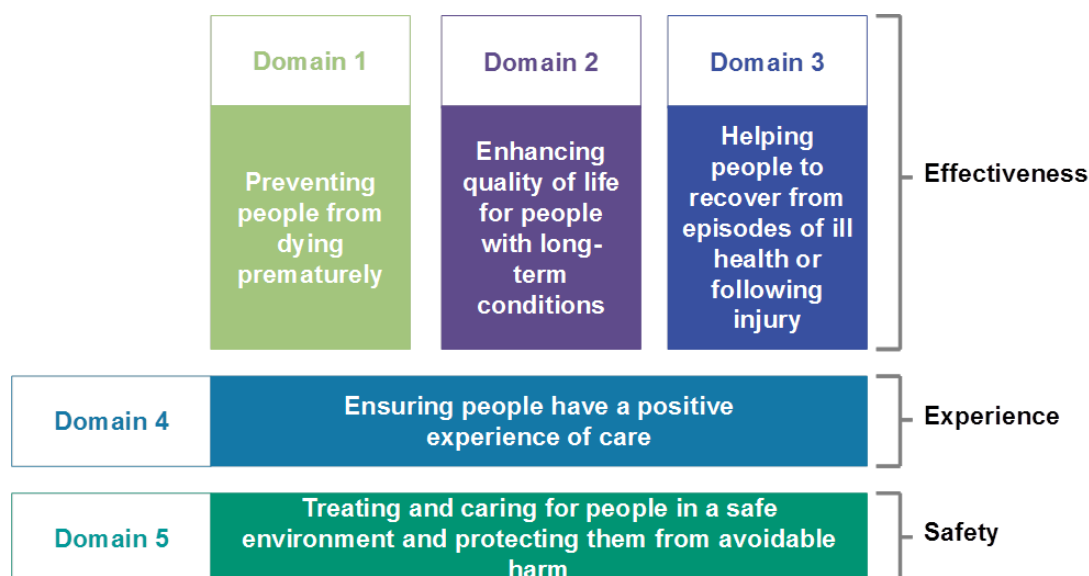 Domain 1
Preventing
people from
dying
prematurely
Domain 2
Enhancing
quality of life
for people
with long-
term
conditions
Domain 3
Helping
people to
recover from
episodes of ill
health or
following
injury
Effectiveness
Domain 4
Ensuring people have a positive
experience of care
Experience
Domain 5
Treating and caring for people in a safe
environment and protecting them from avoidable
harm
Safety